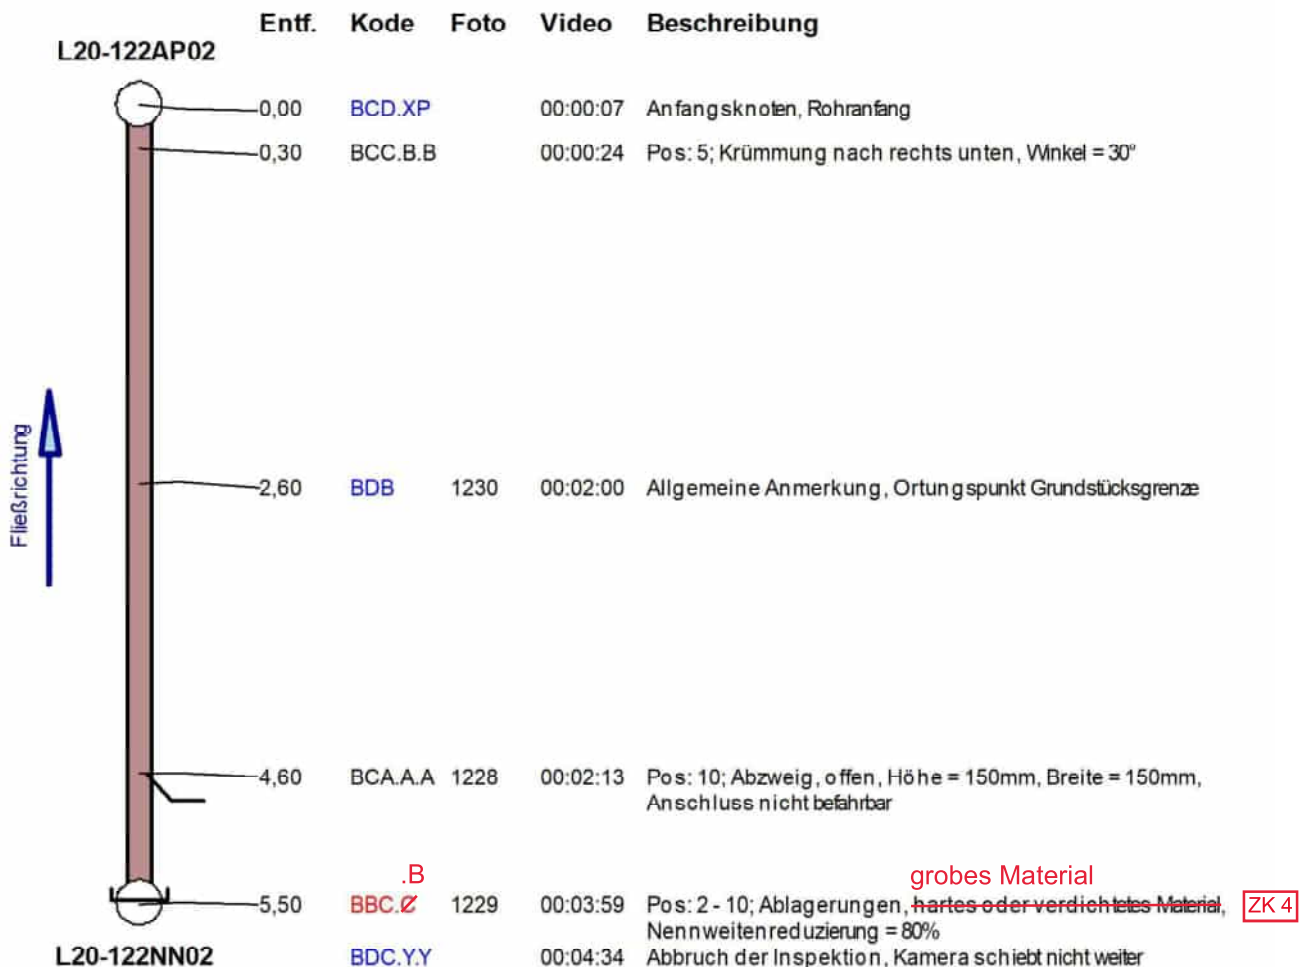 Entf. Kode Foto Video Beschreibung
L20-122AP02
0,00 BCD.XP 00:00:07 Anfangsknoten, Rohranfang
0,30 BCC.B.B 00:00:24 Pos: 5; Krümmung nach rechts unten, Winkel = 30°
Fließrichtung
2,60 BDB 1230 00:02:00 Allgemeine Anmerkung, Ortungspunkt Grundstücksgrenze
4,60 BCA.A.A 1228 00:02:13 Pos: 10; Abzweig, offen, Höhe = 150mm, Breite = 150mm,
Anschluss nicht befahrbar
.B grobes Material
5,50 BBC.C 1229 00:03:59 Pos: 2 - 10; Ablagerungen, hartes oder verdichtetes Material, ZK 4
Nennweitenreduzierung = 80%
L20-122NN02 BDC.Y.Y 00:04:34 Abbruch der Inspektion, Kamera schiebt nicht weiter